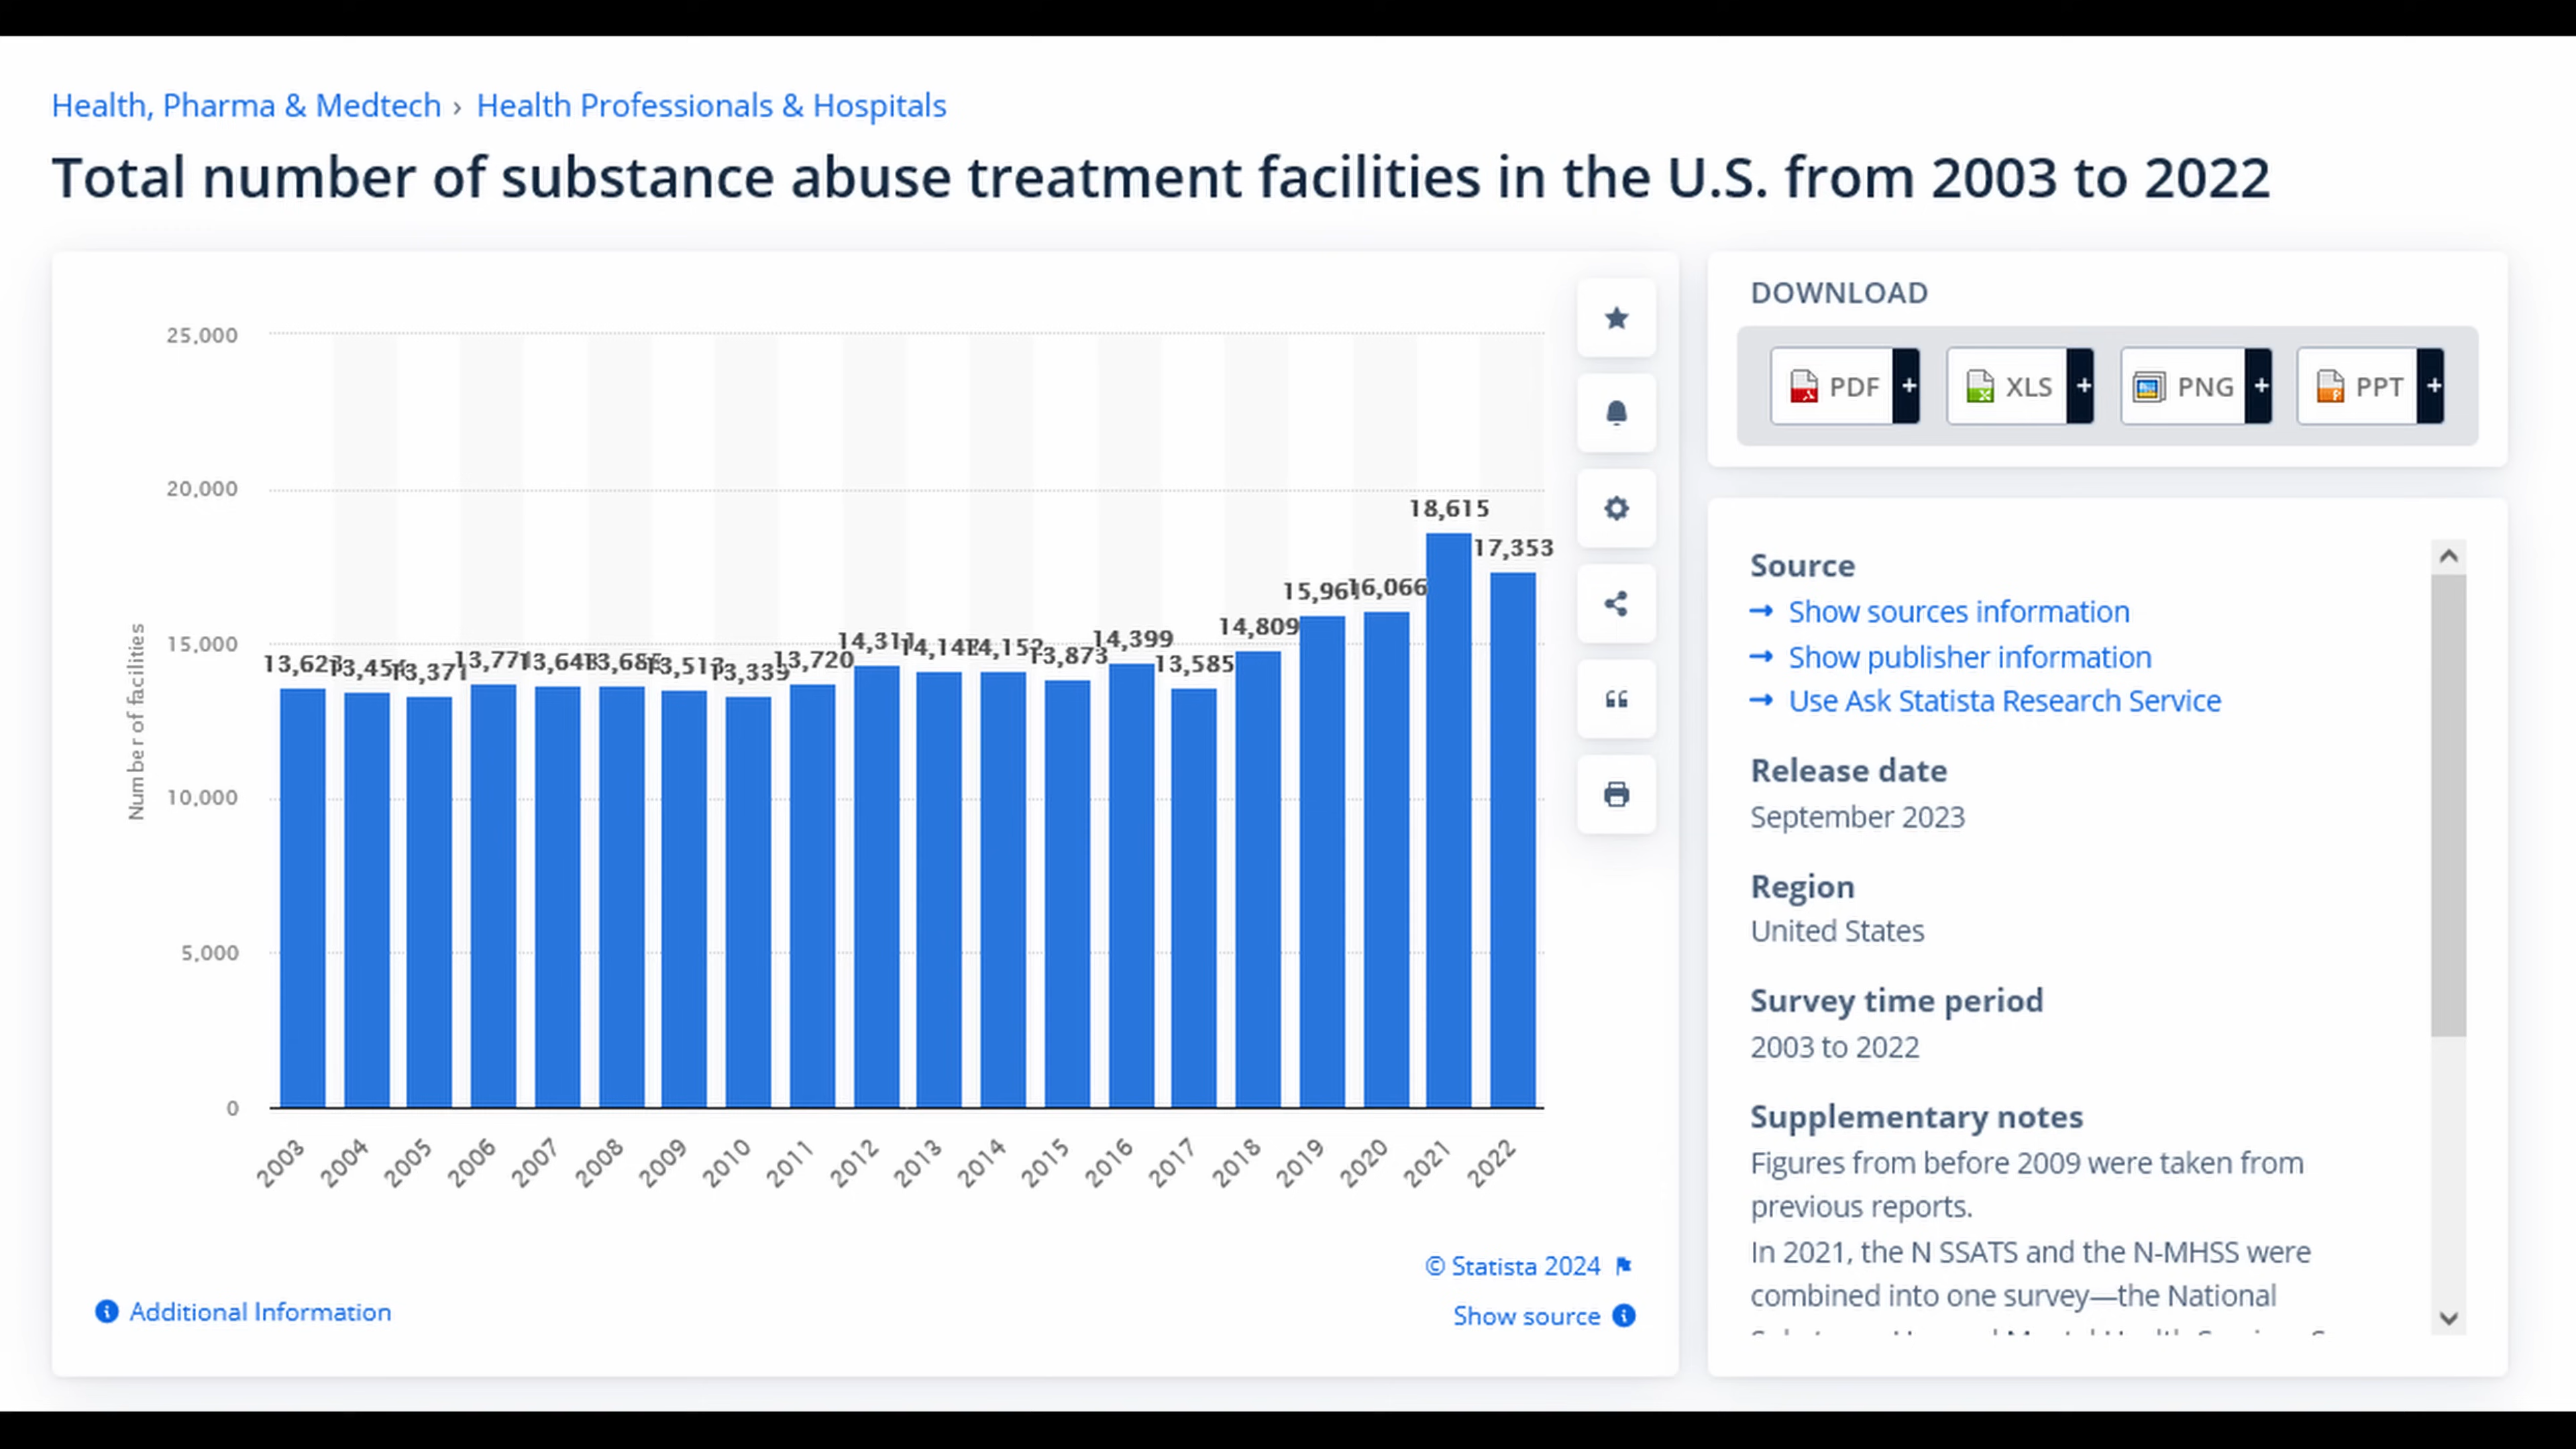 Health, Pharma & Medtech › Health Professionals & Hospitals
Total number of substance abuse treatment facilities in the U.S. from 2003 to 2022
Number of facilities
25,000
20,000
15,000
10,000
5,000
0
13,771
13,720
14,399
13,585
14,809
16,066
18,615
17,353
2003
2004
2005
2006
2007
2008
2009
2010
2011
2012
2013
2014
2015
2016
2017
2018
2019
2020
2021
2022
© Statista 2024
Additional Information
Show source
DOWNLOAD
PDF +
XLS +
PNG +
PPT +
Source
→ Show sources information
→ Show publisher information
→ Use Ask Statista Research Service
Release date
September 2023
Region
United States
Survey time period
2003 to 2022
Supplementary notes
Figures from before 2009 were taken from
previous reports.
In 2021, the N SSATS and the N-MHSS were
combined into one survey—the National